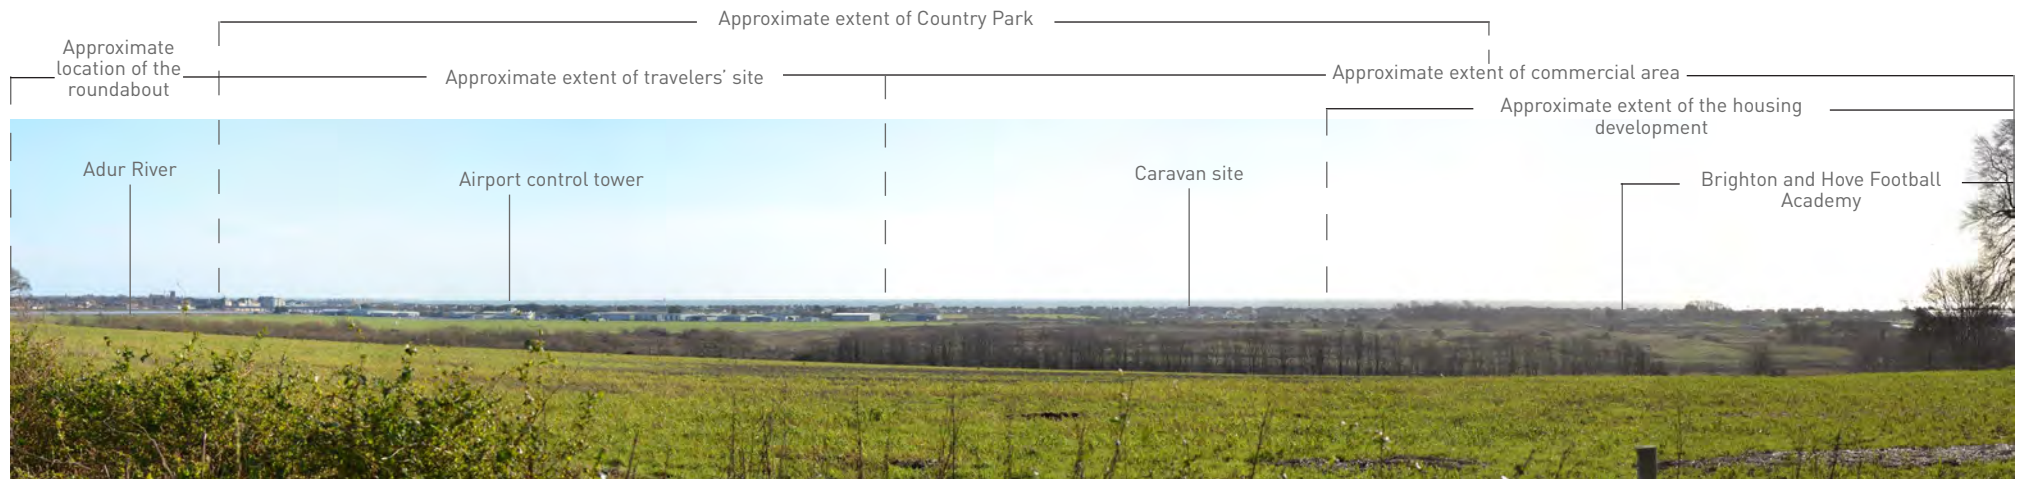 Approximate extent of Country Park
Approximate
location of the
roundabout
Approximate extent of travelers’ site
Approximate extent of commercial area
Approximate extent of the housing
development
Adur River
Airport control tower
Caravan site
Brighton and Hove Football
Academy